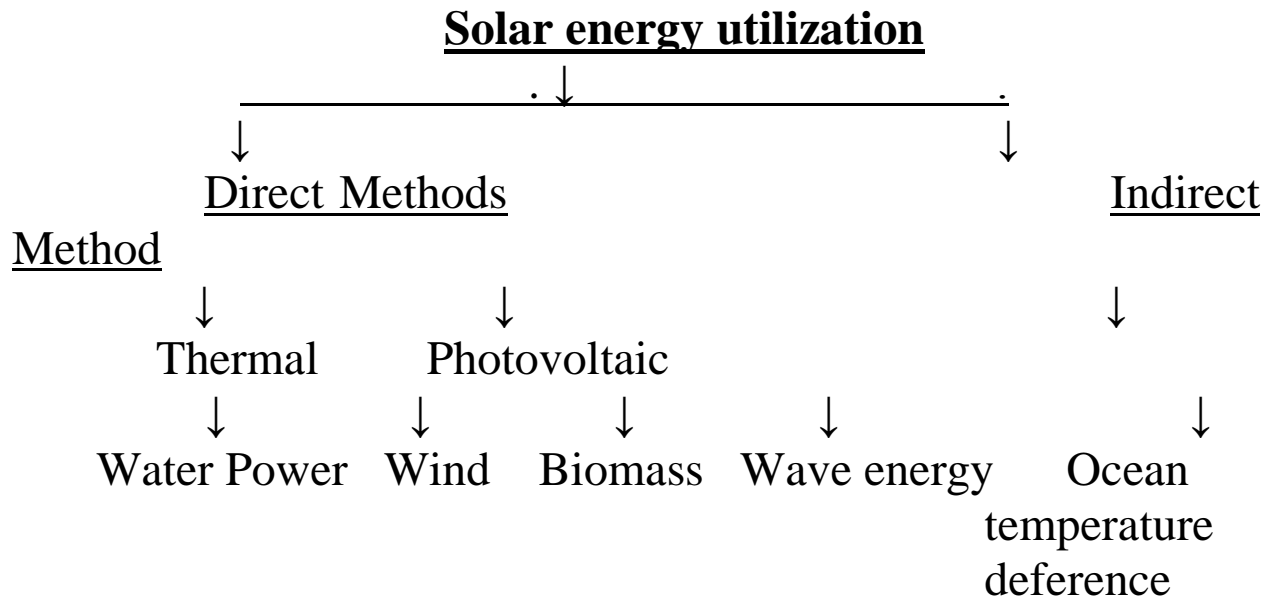 Solar energy utilization
. ↓ .
↓ ↓
Direct Methods Indirect
Method
↓ ↓ ↓
Thermal Photovoltaic
↓ ↓ ↓ ↓ ↓
Water Power Wind Biomass Wave energy Ocean
temperature
deference